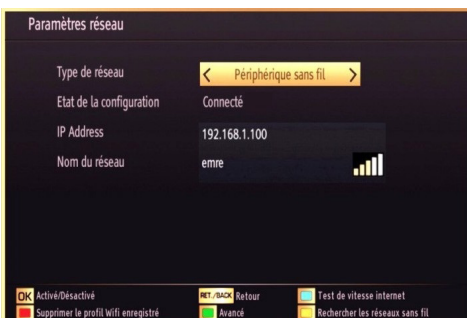 Paramètres réseau
Type de réseau Périphérique sans fil
Etat de la configuration Connecté
IP Address 192.168.1.100
Nom du réseau emre
OK Activé/Désactivé RET./BACK Retour Test de vitesse internet
Supprimer le profil Wifi enregistré Avancé Rechercher les réseaux sans fil